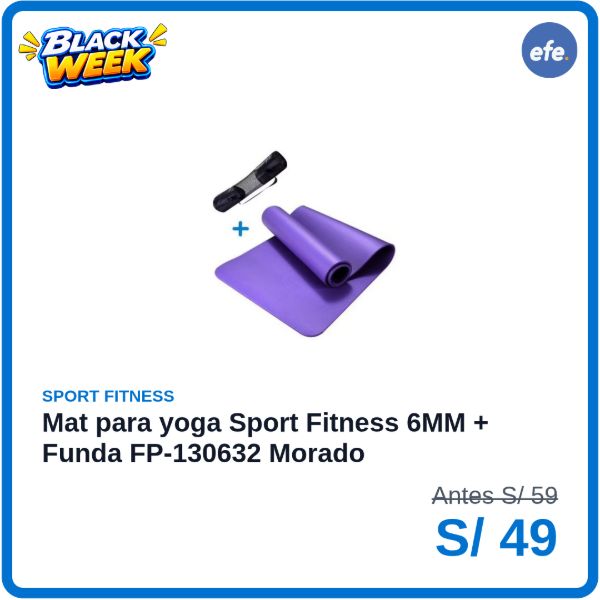 BLACK
WEEK
efe.
SPORT FITNESS
Mat para yoga Sport Fitness 6MM +
Funda FP-130632 Morado
Antes S/ 59
S/ 49